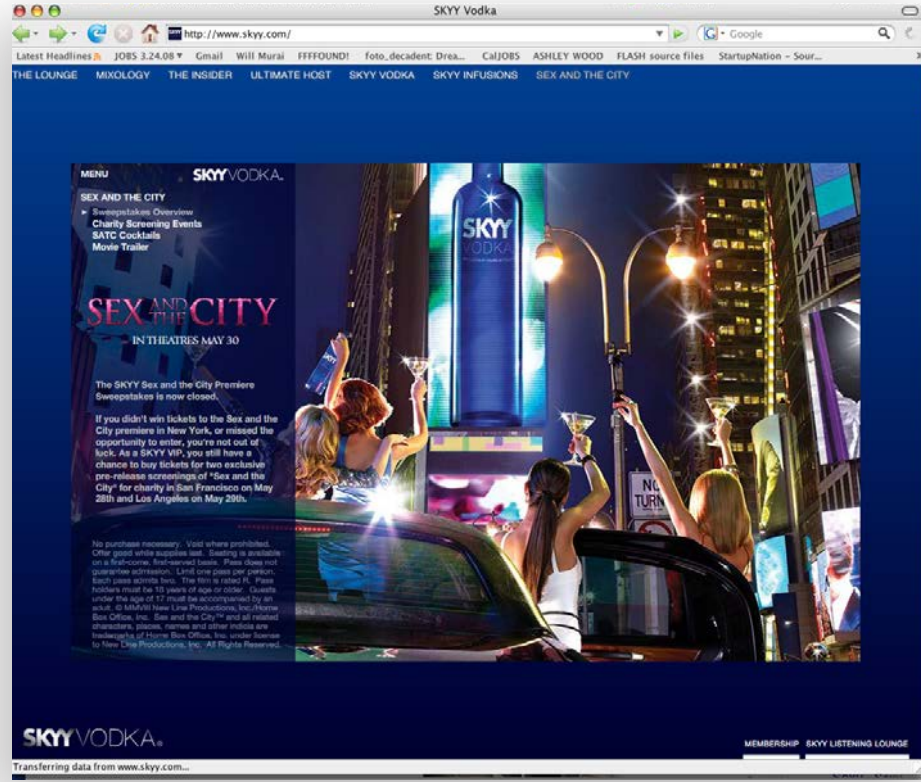 SKYY Vodka
http://www.skyy.com/
Google
Latest Headlines JOBS 3.24.08 Gmail Will Murai FFFFOUND! foto_decadent: Drea... CalJOBS ASHLEY WOOD FLASH source files StartupNation – Sour...
THE LOUNGE MIXOLOGY THE INSIDER ULTIMATE HOST SKYY VODKA SKYY INFUSIONS SEX AND THE CITY
MENU SKYY VODKA.
SEX AND THE CITY
Sweepstakes Overview
Charity Screening Events
SATC Cocktails
Movie Trailer
SKYY
VODKA
SEX AND THE CITY
IN THEATRES MAY 30
SKYY
The SKYY Sex and the City Premiere
Sweepstakes is now closed.
If you didn't win tickets to the Sex and the
City premiere in New York, or missed the
opportunity to enter, you're not out of
luck. As a SKYY VIP, you still have a
chance to buy tickets for two exclusive
pre-release screenings of "Sex and the
City" for charity in San Francisco on May
28th and Los Angeles on May 29th.
NO
TURN
No purchase necessary. Void where prohibited.
Offer good while supplies last. Seating is available
on a first-come, first-served basis. Pass does not
guarantee admission. Limit one pass per person.
Each pass admits two. The film is rated R. Pass
holders must be 18 years of age or older. Guests
under the age of 17 must be accompanied by an
adult. © MMVIII New Line Productions, Inc./Home
Box Office, Inc. Sex and the City™ and all related
characters, places, names and other indicia are
trademarks of Home Box Office, Inc. under license
to New Line Productions, Inc. All Rights Reserved.
SKYY VODKA.
MEMBERSHIP SKYY LISTENING LOUNGE
Transferring data from www.skyy.com...